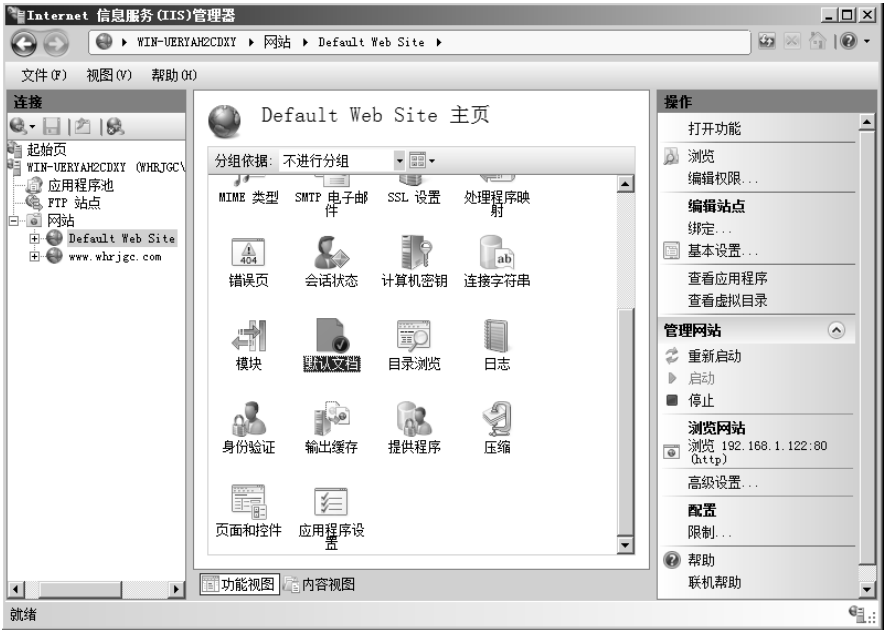 Internet 信息服务(IIS)管理器
WIN-UERYAH2CDXY 网站 Default Web Site
文件(F) 视图(V) 帮助(H)
连接
起始页
WIN-UERYAH2CDXY (WHRJGC\
应用程序池
FTP 站点
网站
Default Web Site
www.whrjgc.com
Default Web Site 主页
分组依据: 不进行分组
MIME 类型 SMTP 电子邮件 SSL 设置 处理程序映射
错误页 会话状态 计算机密钥 连接字符串
404
ab
模块 默认文档 目录浏览 日志
身份验证 输出缓存 提供程序 压缩
页面和控件 应用程序设置
功能视图 内容视图
操作
打开功能
浏览
编辑权限...
编辑站点
绑定...
基本设置...
查看应用程序
查看虚拟目录
管理网站
重新启动
启动
停止
浏览网站
浏览 192.168.1.122:80
(http)
高级设置...
配置
限制...
帮助
联机帮助
就绪